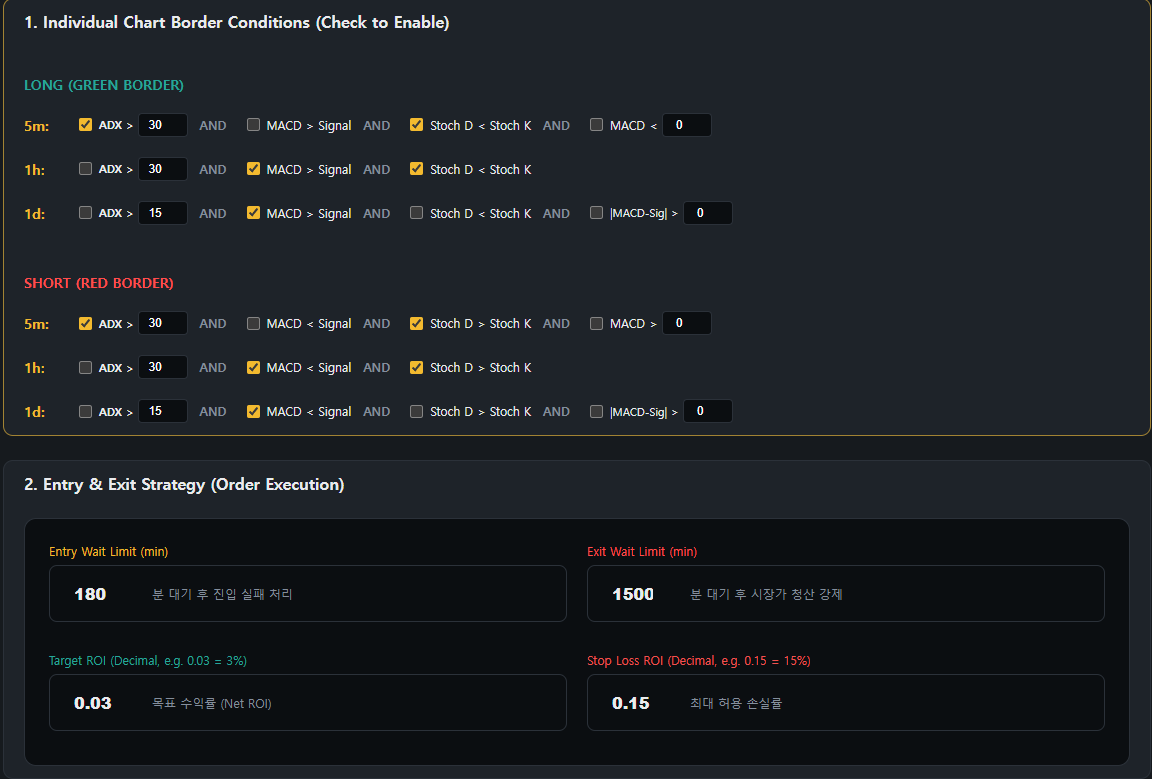 1. Individual Chart Border Conditions (Check to Enable)
LONG (GREEN BORDER)
5m: ADX > 30 AND MACD > Signal AND Stoch D < Stoch K AND MACD < 0
1h: ADX > 30 AND MACD > Signal AND Stoch D < Stoch K
1d: ADX > 15 AND MACD > Signal AND Stoch D < Stoch K AND |MACD-Sig| > 0
SHORT (RED BORDER)
5m: ADX > 30 AND MACD < Signal AND Stoch D > Stoch K AND MACD > 0
1h: ADX > 30 AND MACD < Signal AND Stoch D > Stoch K
1d: ADX > 15 AND MACD < Signal AND Stoch D > Stoch K AND |MACD-Sig| > 0
2. Entry & Exit Strategy (Order Execution)
Entry Wait Limit (min)
180 분 대기 후 진입 실패 처리
Exit Wait Limit (min)
1500 분 대기 후 시장가 청산 강제
Target ROI (Decimal, e.g. 0.03 = 3%)
0.03 목표 수익률 (Net ROI)
Stop Loss ROI (Decimal, e.g. 0.15 = 15%)
0.15 최대 허용 손실률